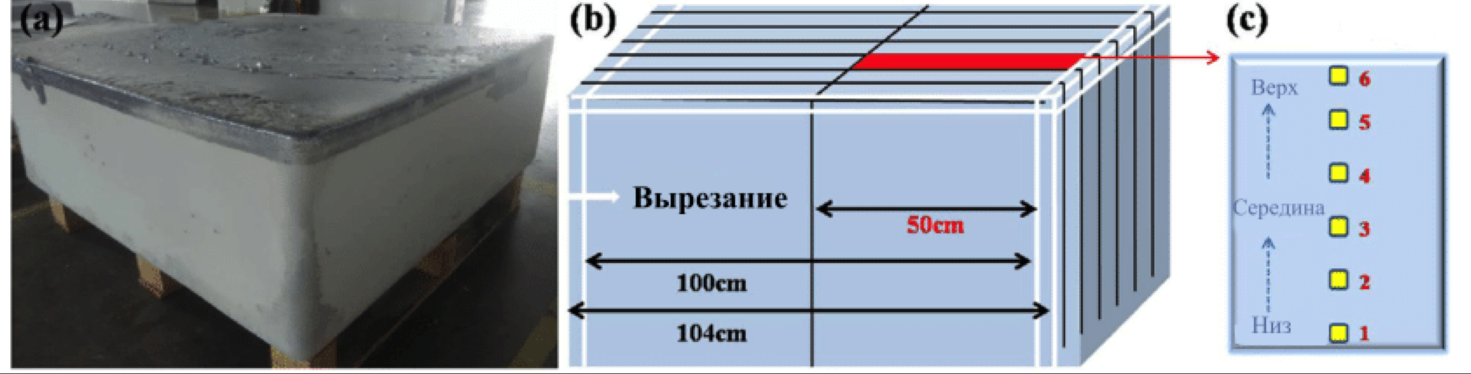 (a)
(b)
Вырезание
50cm
100cm
104cm
(c)
Верх
6
5
4
Середина
3
2
Низ
1